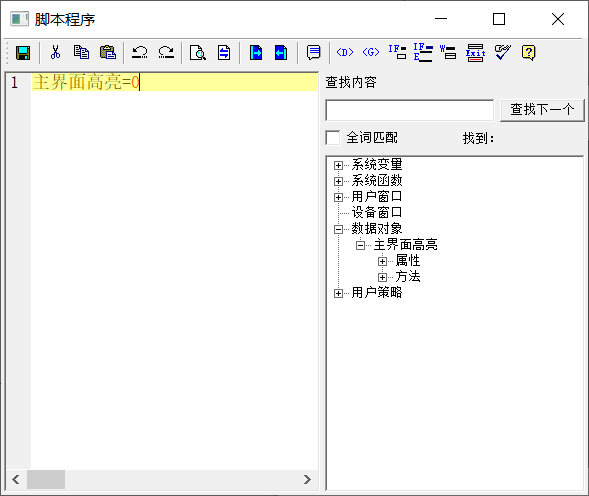 脚本程序
<D> <G> IF IF E W Exit
1 主界面高亮=0
查找内容
查找下一个
全词匹配 找到：
系统变量
系统函数
用户窗口
设备窗口
数据对象
主界面高亮
属性
方法
用户策略